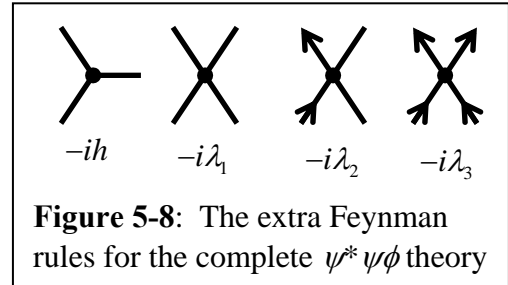 −ih −iλ₁ −iλ₂ −iλ₃
Figure 5-8: The extra Feynman
rules for the complete ψ*ψϕ theory